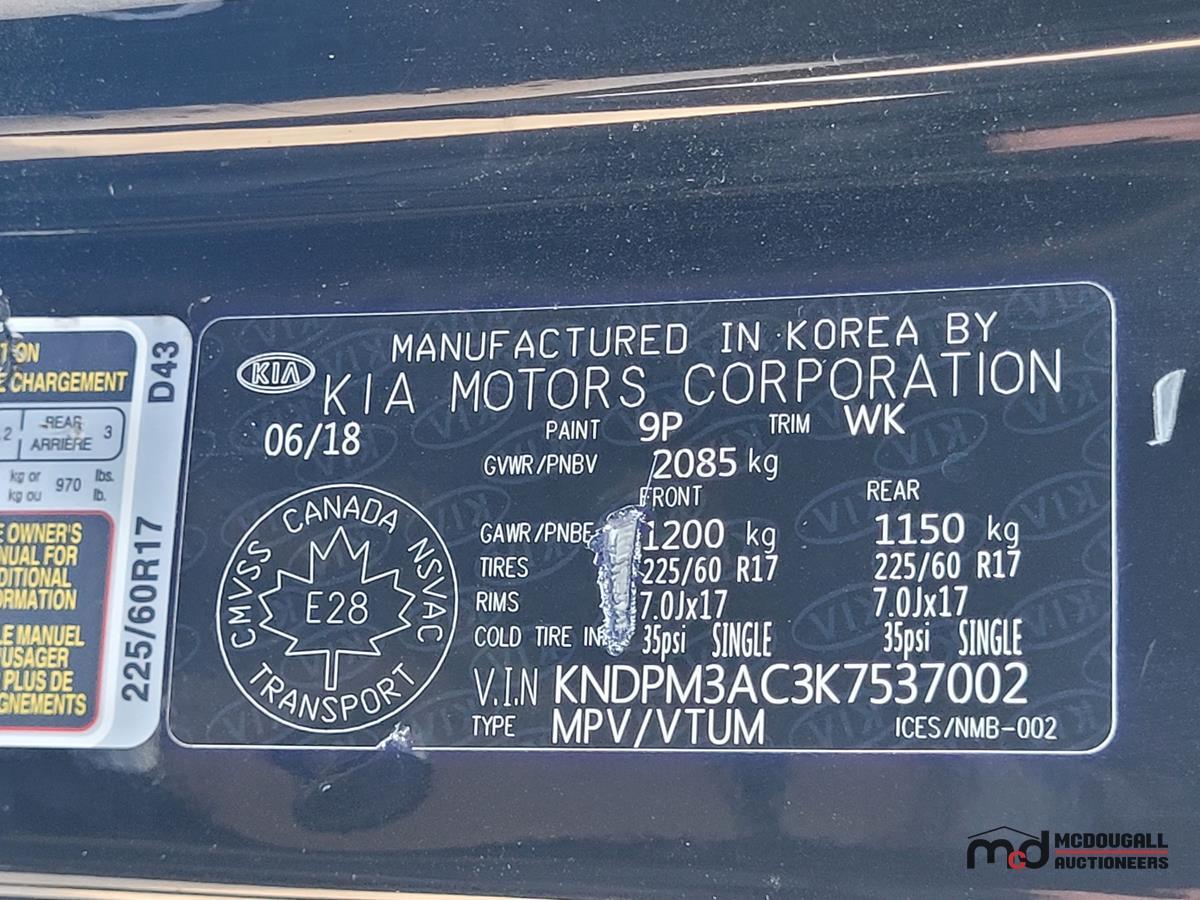 T ON
E CHARGEMENT
2 REAR ARRIÈRE 3
kg or kg ou 970 lbs. lb.
E OWNER'S
NUAL FOR
DITIONAL
ORMATION
LE MANUEL
USAGER
PLUS DE
GNEMENTS
225/60R17 D43
MANUFACTURED IN KOREA BY
KIA KIA MOTORS CORPORATION
06/18 PAINT 9P TRIM WK
GVWR/PNBV 2085 kg
FRONT REAR
GAWR/PNBE 1200 kg 1150 kg
TIRES 225/60 R17 225/60 R17
RIMS 7.0Jx17 7.0Jx17
COLD TIRE IN 35psi SINGLE 35psi SINGLE
V.I.N KNDPM3AC3K7537002
TYPE MPV/VTUM ICES/NMB-002
CMVSS CANADA NSVAC
E28
TRANSPORT
mcd MCDOUGALL
AUCTIONEERS